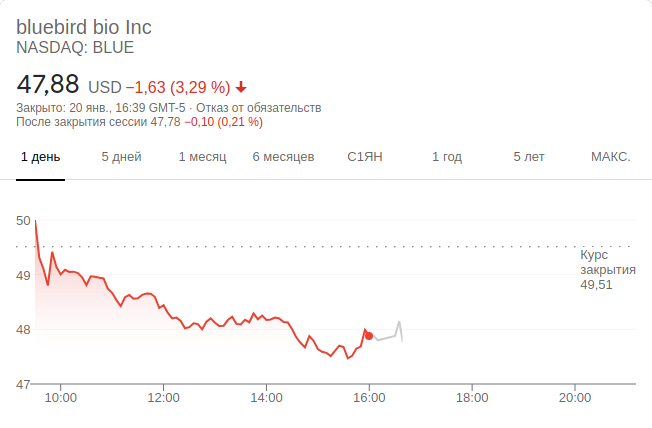 bluebird bio Inc
NASDAQ: BLUE
47,88 USD −1,63 (3,29 %)
Закрыто: 20 янв., 16:39 GMT-5 · Отказ от обязательств
После закрытия сессии 47,78 −0,10 (0,21 %)
1 день 5 дней 1 месяц 6 месяцев С1ЯН 1 год 5 лет МАКС.
50
Курс
закрытия
49,51
49
48
47
10:00 12:00 14:00 16:00 18:00 20:00